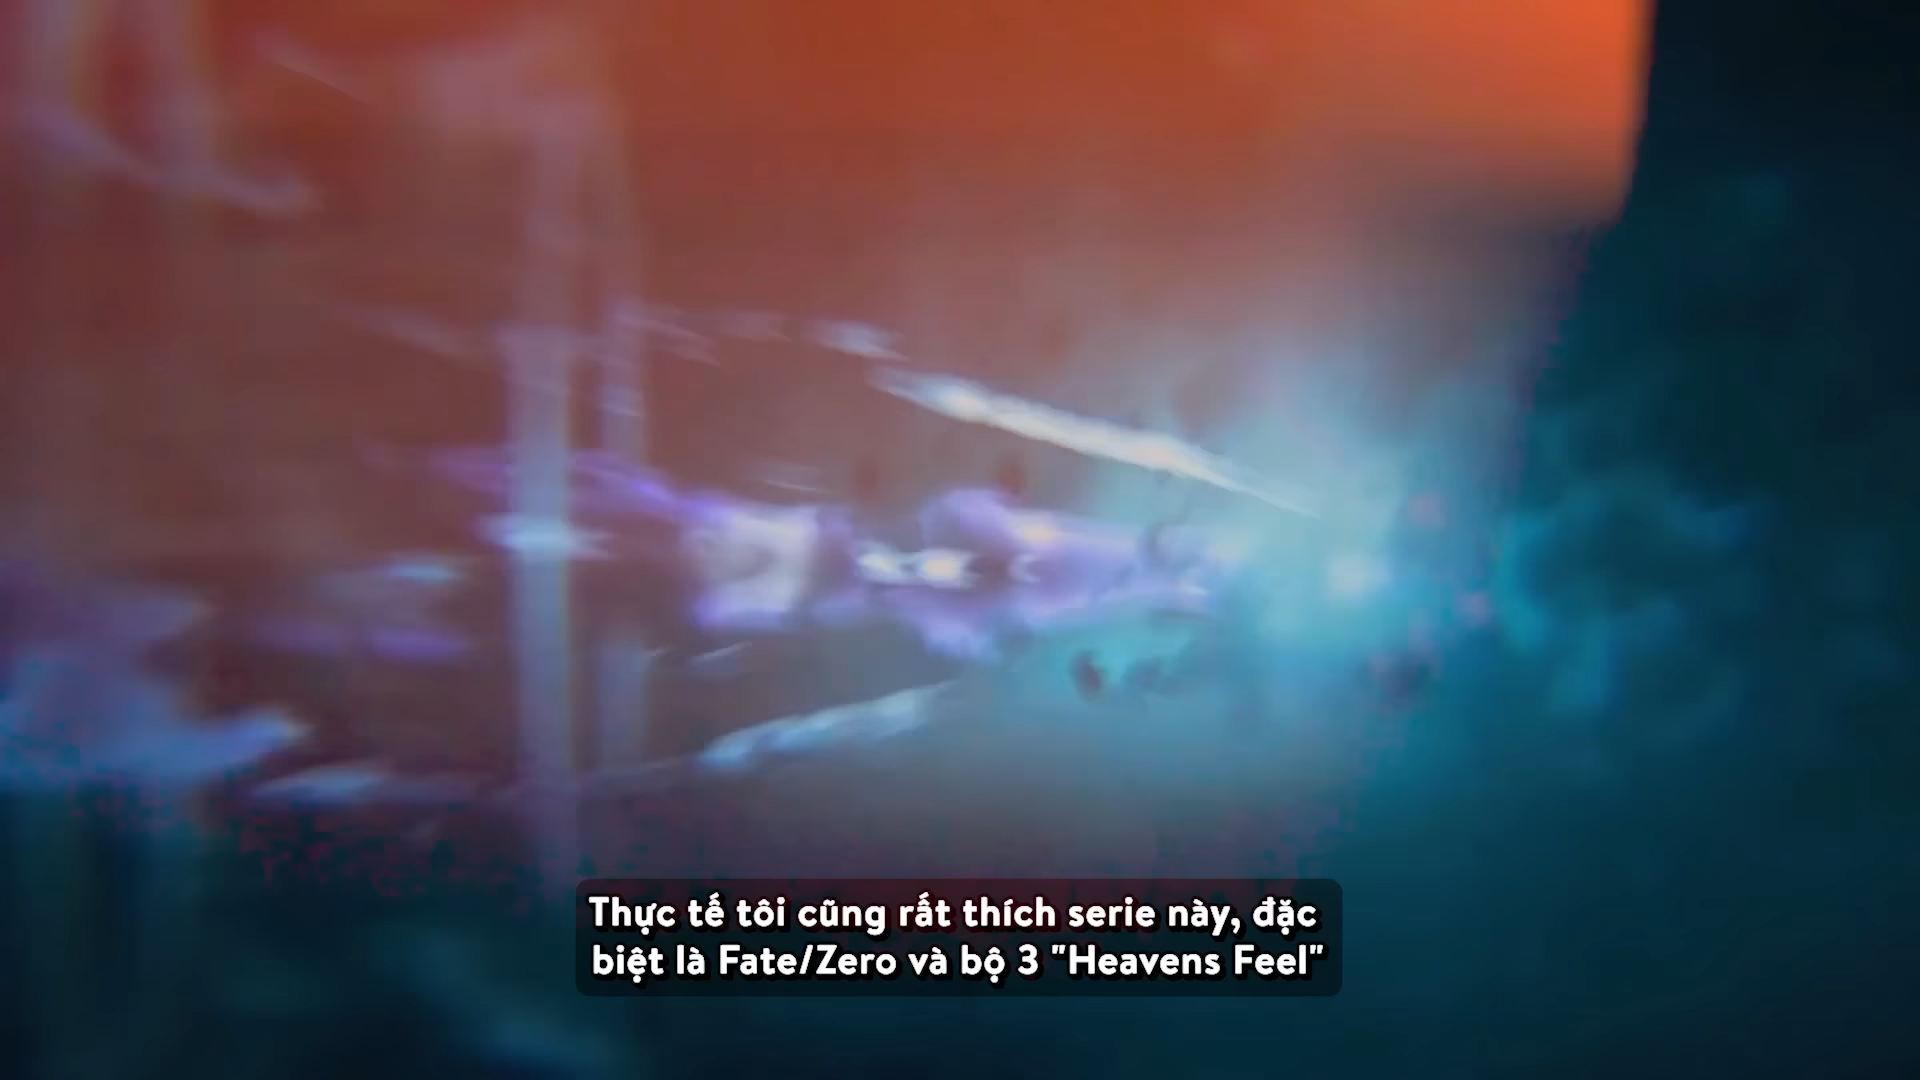 Thực tế tôi cũng rất thích serie này, đặc
biệt là Fate/Zero và bộ 3 "Heavens Feel"